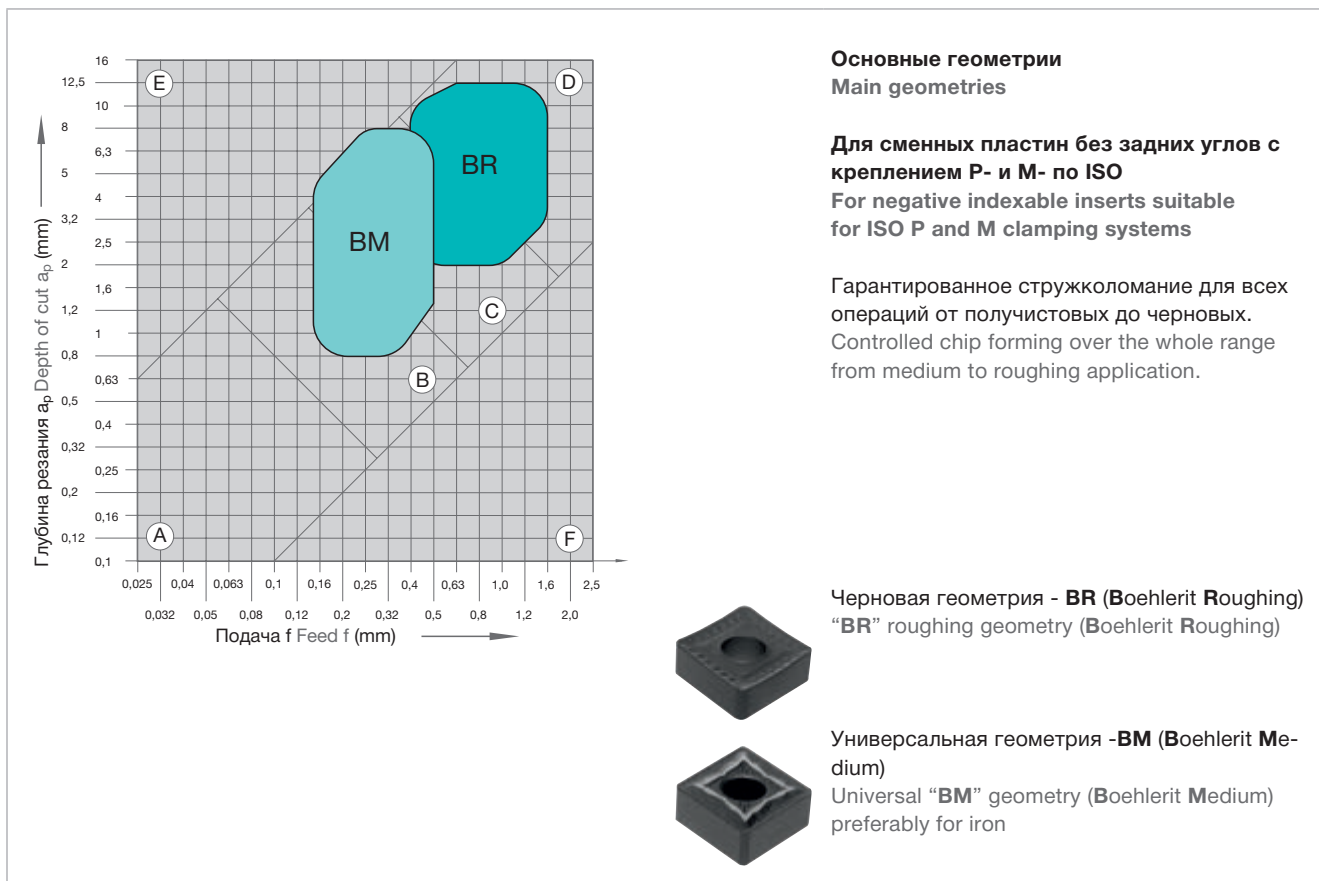 16
12,5
10
8
6,3
5
4
3,2
2,5
2
1,6
1,2
1
0,8
0,63
0,5
0,4
0,32
0,25
0,2
0,16
0,12
0,1
Глубина резания aₚ Depth of cut aₚ (mm)
E
D
BR
BM
C
B
A
F
0,025 0,04 0,063 0,1 0,16 0,25 0,4 0,63 1,0 1,6 2,5
0,032 0,05 0,08 0,12 0,2 0,32 0,5 0,8 1,2 2,0
Подача f Feed f (mm)
Основные геометрии
Main geometries
Для сменных пластин без задних углов с
креплением P- и M- по ISO
For negative indexable inserts suitable
for ISO P and M clamping systems
Гарантированное стружколомание для всех
операций от получистовых до черновых.
Controlled chip forming over the whole range
from medium to roughing application.
Черновая геометрия - BR (Boehlerit Roughing)
“BR” roughing geometry (Boehlerit Roughing)
Универсальная геометрия -BM (Boehlerit Me-
dium)
Universal “BM” geometry (Boehlerit Medium)
preferably for iron